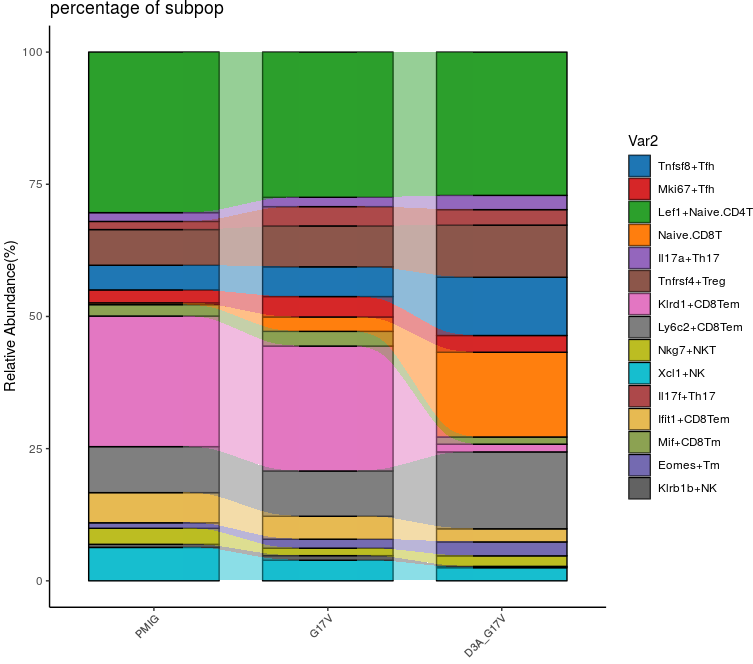 percentage of subpop
Relative Abundance(%)
100
75
50
25
0
PMIG
G17V
D3A_G17V
Var2
Tnfsf8+Tfh
Mki67+Tfh
Lef1+Naive.CD4T
Naive.CD8T
Il17a+Th17
Tnfrsf4+Treg
Klrd1+CD8Tem
Ly6c2+CD8Tem
Nkg7+NKT
Xcl1+NK
Il17f+Th17
Ifit1+CD8Tem
Mif+CD8Tm
Eomes+Tm
Klrb1b+NK